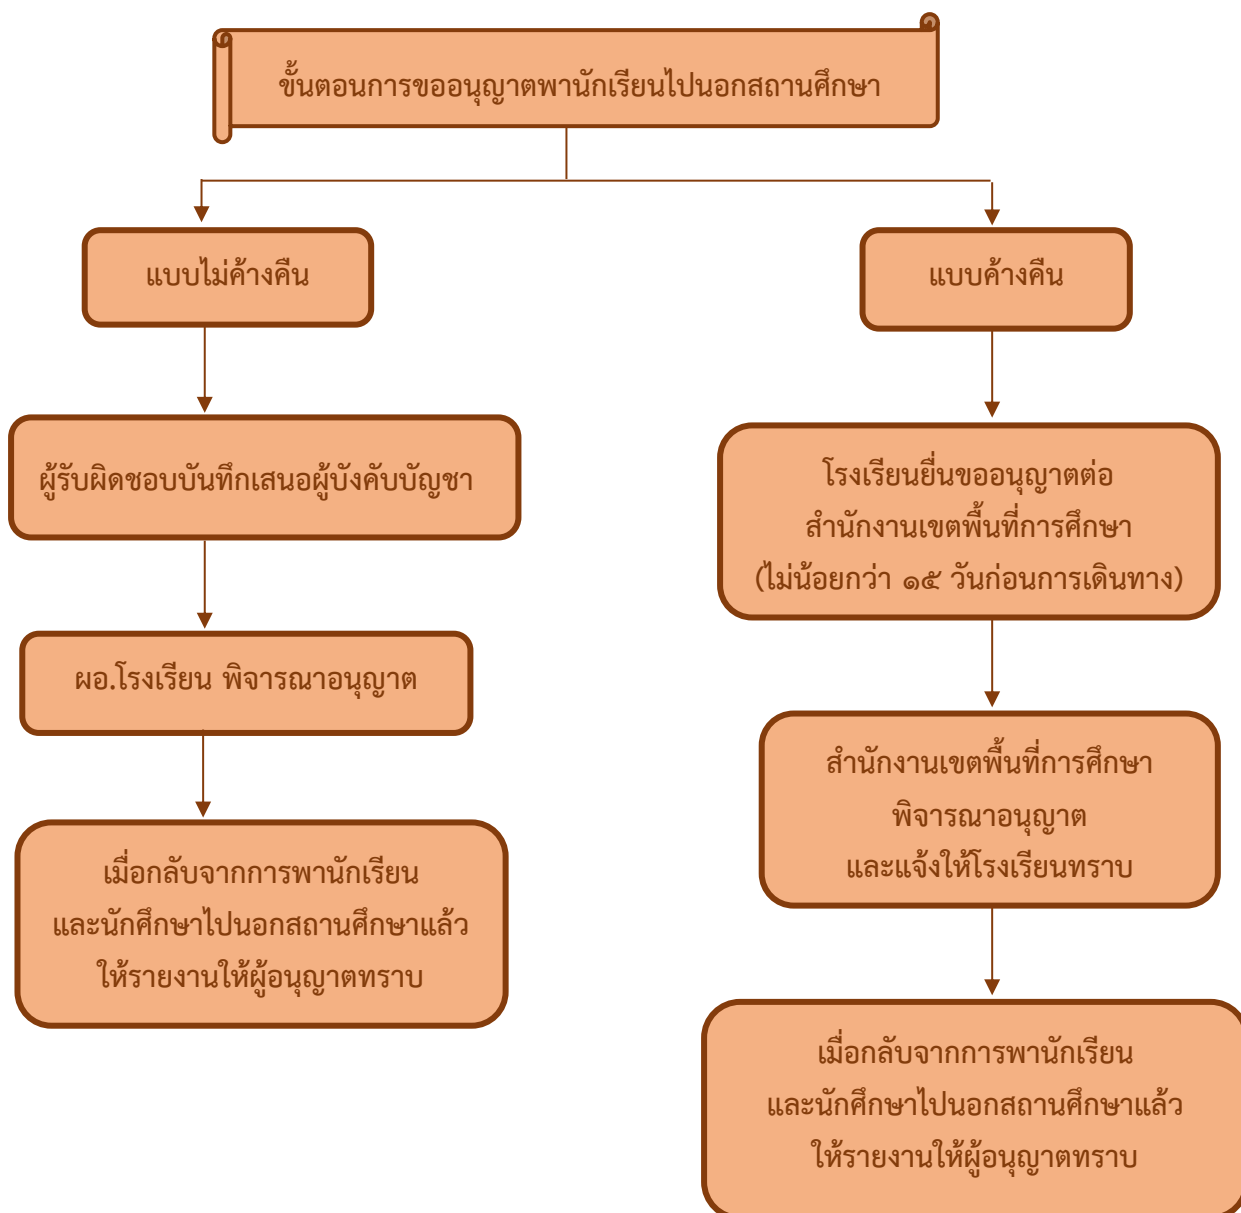 ขั้นตอนการขออนุญาตพานักเรียนไปนอกสถานศึกษา
แบบไม่ค้างคืน
ผู้รับผิดชอบบันทึกเสนอผู้บังคับบัญชา
ผอ.โรงเรียน พิจารณาอนุญาต
เมื่อกลับจากการพานักเรียน
และนักศึกษาไปนอกสถานศึกษาแล้ว
ให้รายงานให้ผู้อนุญาตทราบ
แบบค้างคืน
โรงเรียนยื่นขออนุญาตต่อ
สำนักงานเขตพื้นที่การศึกษา
(ไม่น้อยกว่า ๑๕ วันก่อนการเดินทาง)
สำนักงานเขตพื้นที่การศึกษา
พิจารณาอนุญาต
และแจ้งให้โรงเรียนทราบ
เมื่อกลับจากการพานักเรียน
และนักศึกษาไปนอกสถานศึกษาแล้ว
ให้รายงานให้ผู้อนุญาตทราบ